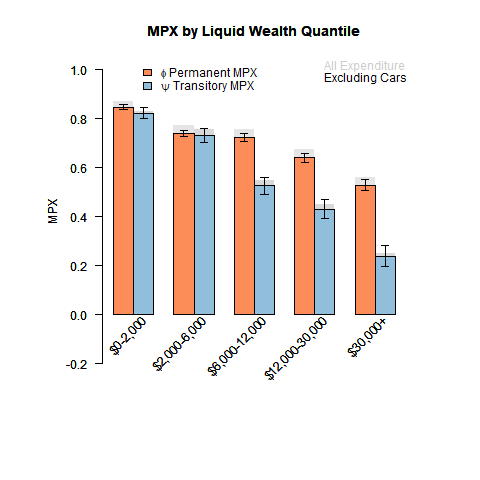 MPX by Liquid Wealth Quantile
All Expenditure
Excluding Cars
ϕ Permanent MPX
ψ Transitory MPX
MPX
1.0
0.8
0.6
0.4
0.2
0.0
-0.2
$0-2,000
$2,000-6,000
$6,000-12,000
$12,000-30,000
$30,000+